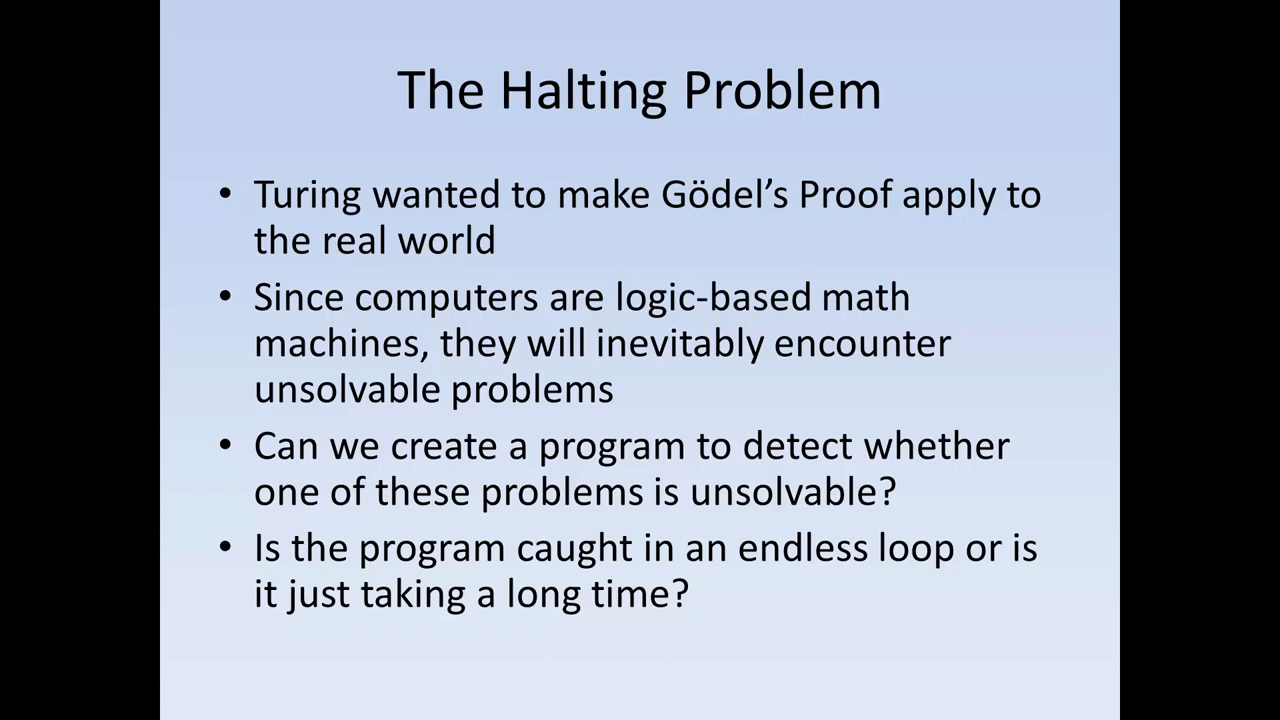 The Halting Problem
• Turing wanted to make Gödel’s Proof apply to
the real world
• Since computers are logic-based math
machines, they will inevitably encounter
unsolvable problems
• Can we create a program to detect whether
one of these problems is unsolvable?
• Is the program caught in an endless loop or is
it just taking a long time?